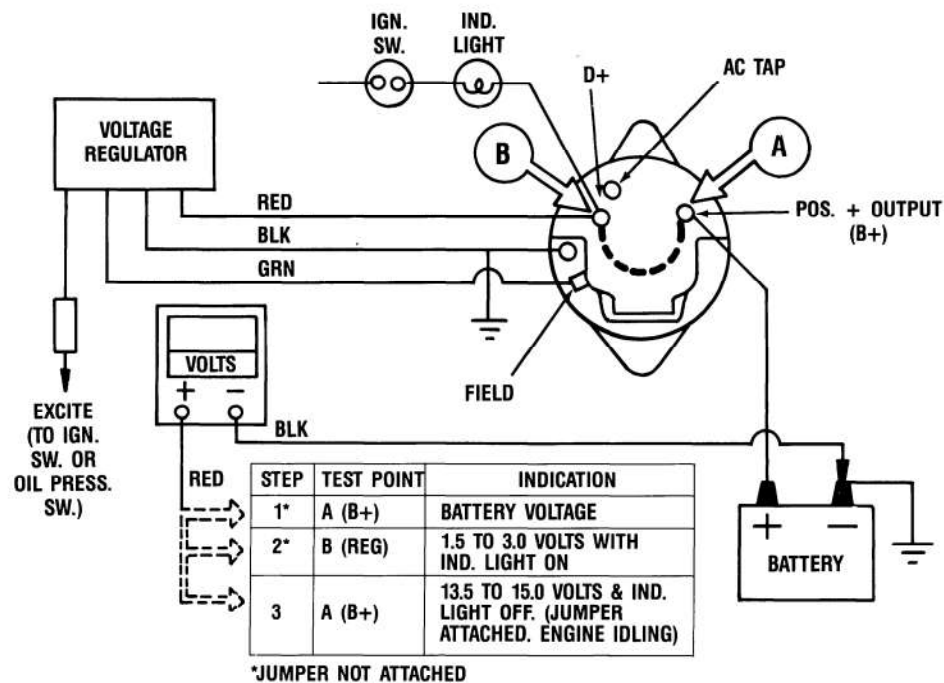 IGN.
SW.
IND.
LIGHT
D+
AC TAP
VOLTAGE
REGULATOR
B
A
RED
POS. + OUTPUT
(B+)
BLK
GRN
VOLTS
+ −
FIELD
EXCITE
(TO IGN.
SW. OR
OIL PRESS.
SW.)
BLK
RED
STEP TEST POINT INDICATION
1* A (B+) BATTERY VOLTAGE
2* B (REG) 1.5 TO 3.0 VOLTS WITH
IND. LIGHT ON
3 A (B+) 13.5 TO 15.0 VOLTS & IND.
LIGHT OFF. (JUMPER
ATTACHED. ENGINE IDLING)
*JUMPER NOT ATTACHED
+ −
BATTERY